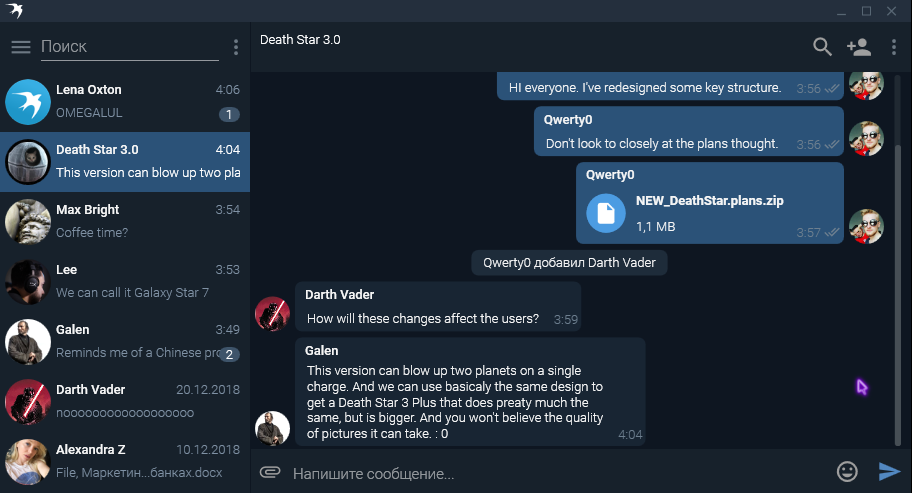 Поиск
Lena Oxton 4:06
OMEGALUL 1
Death Star 3.0 4:04
This version can blow up two pla
Max Bright 3:54
Coffee time?
Lee 3:53
We can call it Galaxy Star 7
Galen 3:49
Reminds me of a Chinese pro 2
Darth Vader 20.12.2018
noooooooooooooooooo
Alexandra Z 10.12.2018
File, Маркетин...банках.docx
Death Star 3.0
HI everyone. I've redesigned some key structure. 3:56
Qwerty0
Don't look to closely at the plans thought. 3:56
Qwerty0
NEW_DeathStar.plans.zip
1,1 MB 3:57
Qwerty0 добавил Darth Vader
Darth Vader
How will these changes affect the users? 3:59
Galen
This version can blow up two planets on a single
charge. And we can use basicaly the same design to
get a Death Star 3 Plus that does preaty much the
same, but is bigger. And you won't believe the quality
of pictures it can take. : 0 4:04
Напишите сообщение...